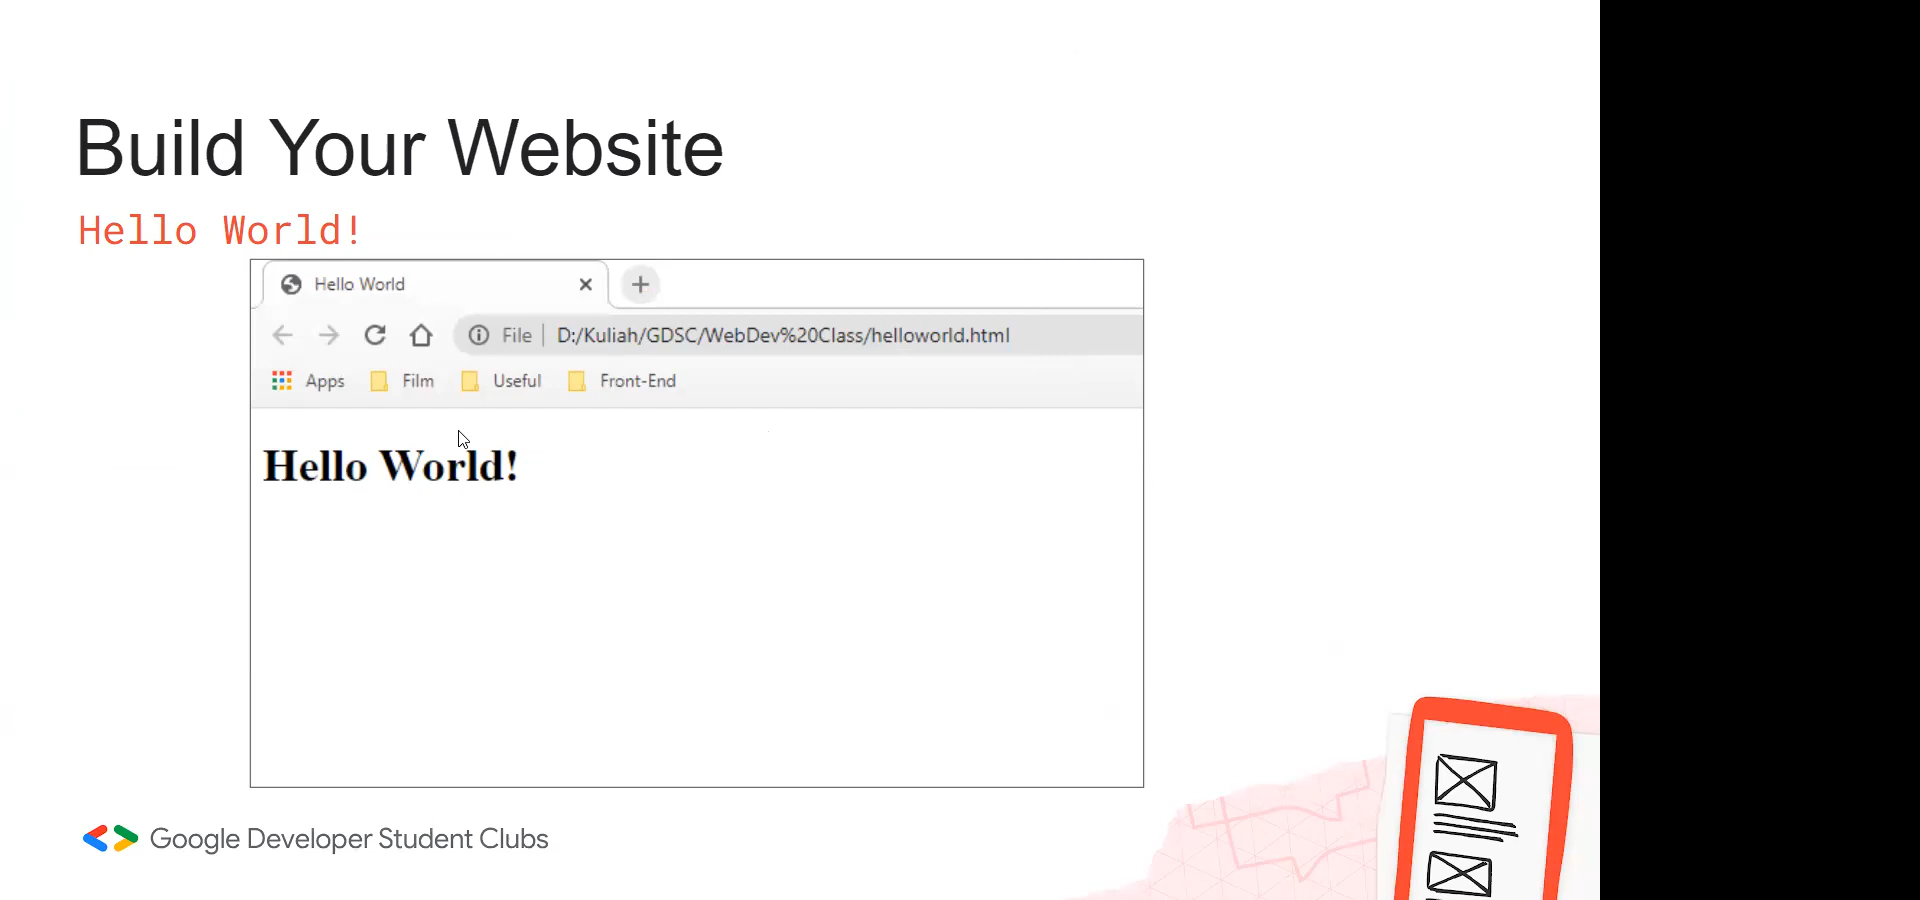 Build Your Website
Hello World!
Hello World
File D:/Kuliah/GDSC/WebDev%20Class/helloworld.html
Apps Film Useful Front-End
Hello World!
Google Developer Student Clubs